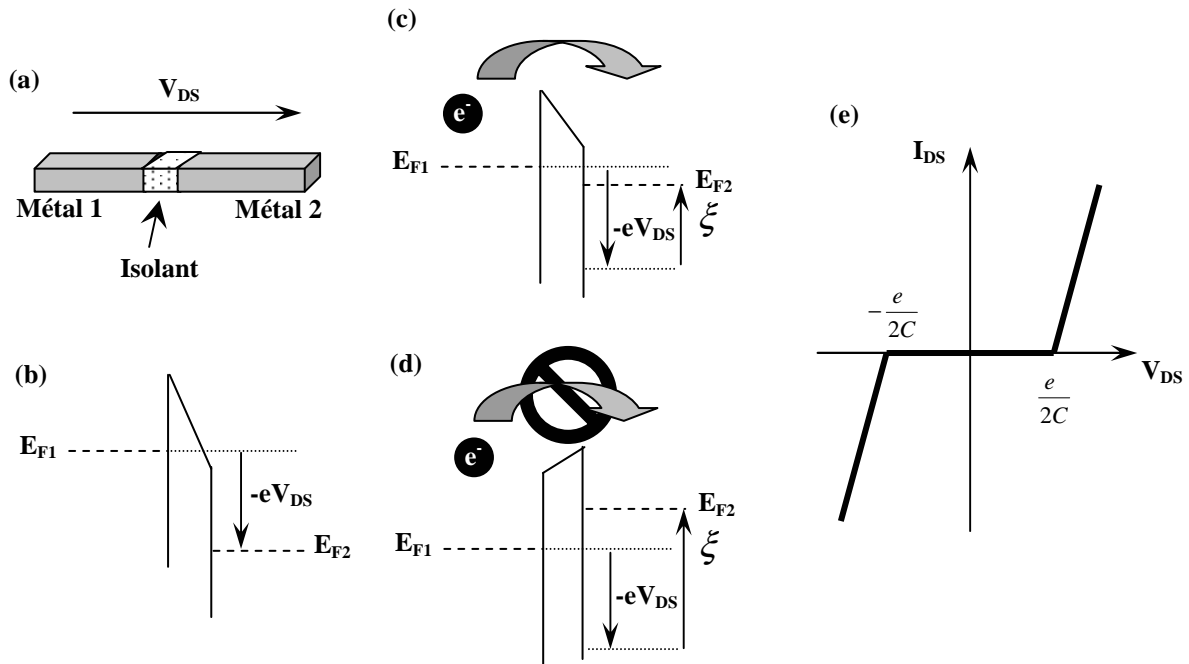 (a)
V_DS
Métal 1
Métal 2
Isolant
(b)
E_F1
-eV_DS
E_F2
(c)
e⁻
E_F1
E_F2
-eV_DS
ξ
(d)
e⁻
E_F2
E_F1
-eV_DS
ξ
(e)
I_DS
-e/2C
V_DS
e/2C